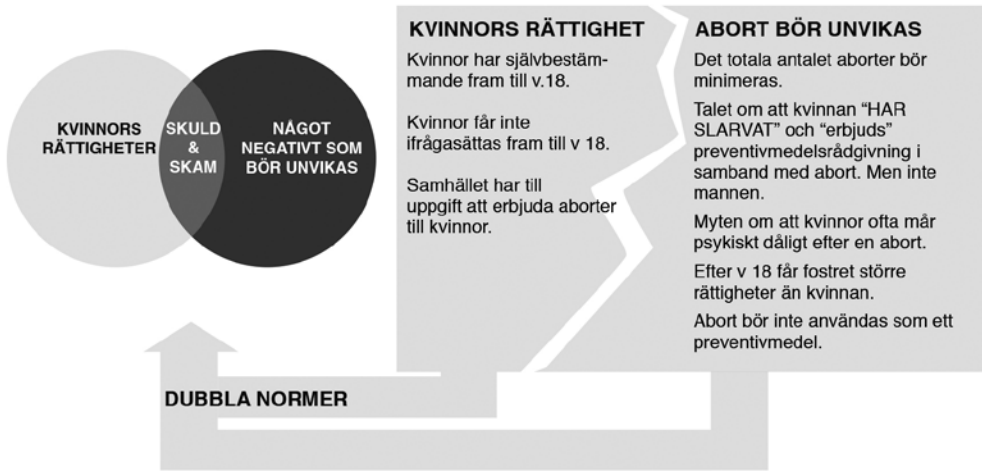 KVINNORS
RÄTTIGHETER
SKULD
&
SKAM
NÅGOT
NEGATIVT SOM
BÖR UNVIKAS
KVINNORS RÄTTIGHET
Kvinnor har självbestäm-
mande fram till v.18.
Kvinnor får inte
ifrågasättas fram till v 18.
Samhället har till
uppgift att erbjuda aborter
till kvinnor.
ABORT BÖR UNVIKAS
Det totala antalet aborter bör
minimeras.
Talet om att kvinnan “HAR
SLARVAT” och “erbjuds”
preventivmedelsrådgivning i
samband med abort. Men inte
mannen.
Myten om att kvinnor ofta mår
psykiskt dåligt efter en abort.
Efter v 18 får fostret större
rättigheter än kvinnan.
Abort bör inte användas som ett
preventivmedel.
DUBBLA NORMER